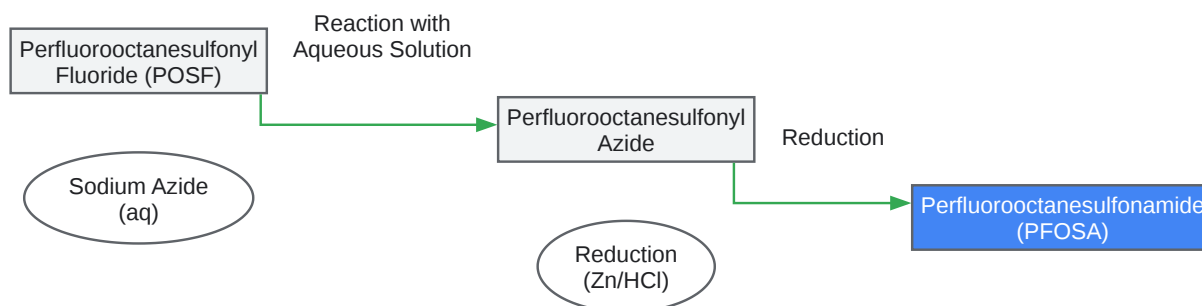 Perfluorooctanesulfonyl
Fluoride (POSF)
Reaction with
Aqueous Solution
Sodium Azide
(aq)
Perfluorooctanesulfonyl
Azide
Reduction
Reduction
(Zn/HCl)
Perfluorooctanesulfonamide
(PFOSA)